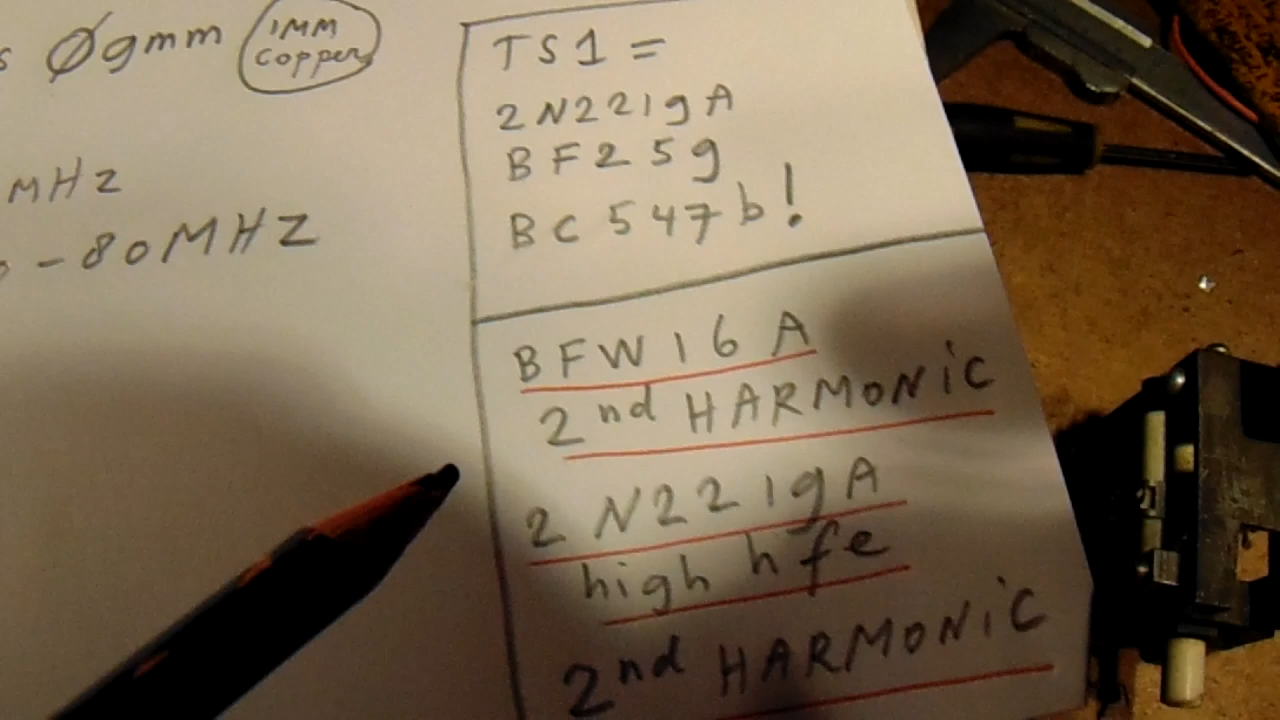 Ø9mm
1MM
copper
MHZ
-80MHZ
TS1=
2N2219A
BF259
BC547b!
BFW16A
2nd HARMONiC
2N2219A
high hfe
2nd HARMONiC